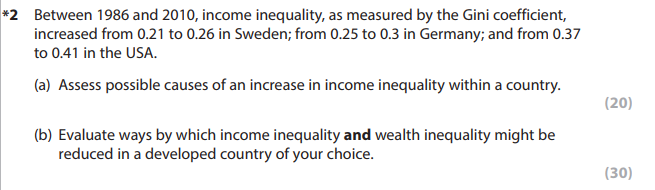 *2 Between 1986 and 2010, income inequality, as measured by the Gini coefficient,
increased from 0.21 to 0.26 in Sweden; from 0.25 to 0.3 in Germany; and from 0.37
to 0.41 in the USA.
(a) Assess possible causes of an increase in income inequality within a country.
(20)
(b) Evaluate ways by which income inequality and wealth inequality might be
reduced in a developed country of your choice.
(30)